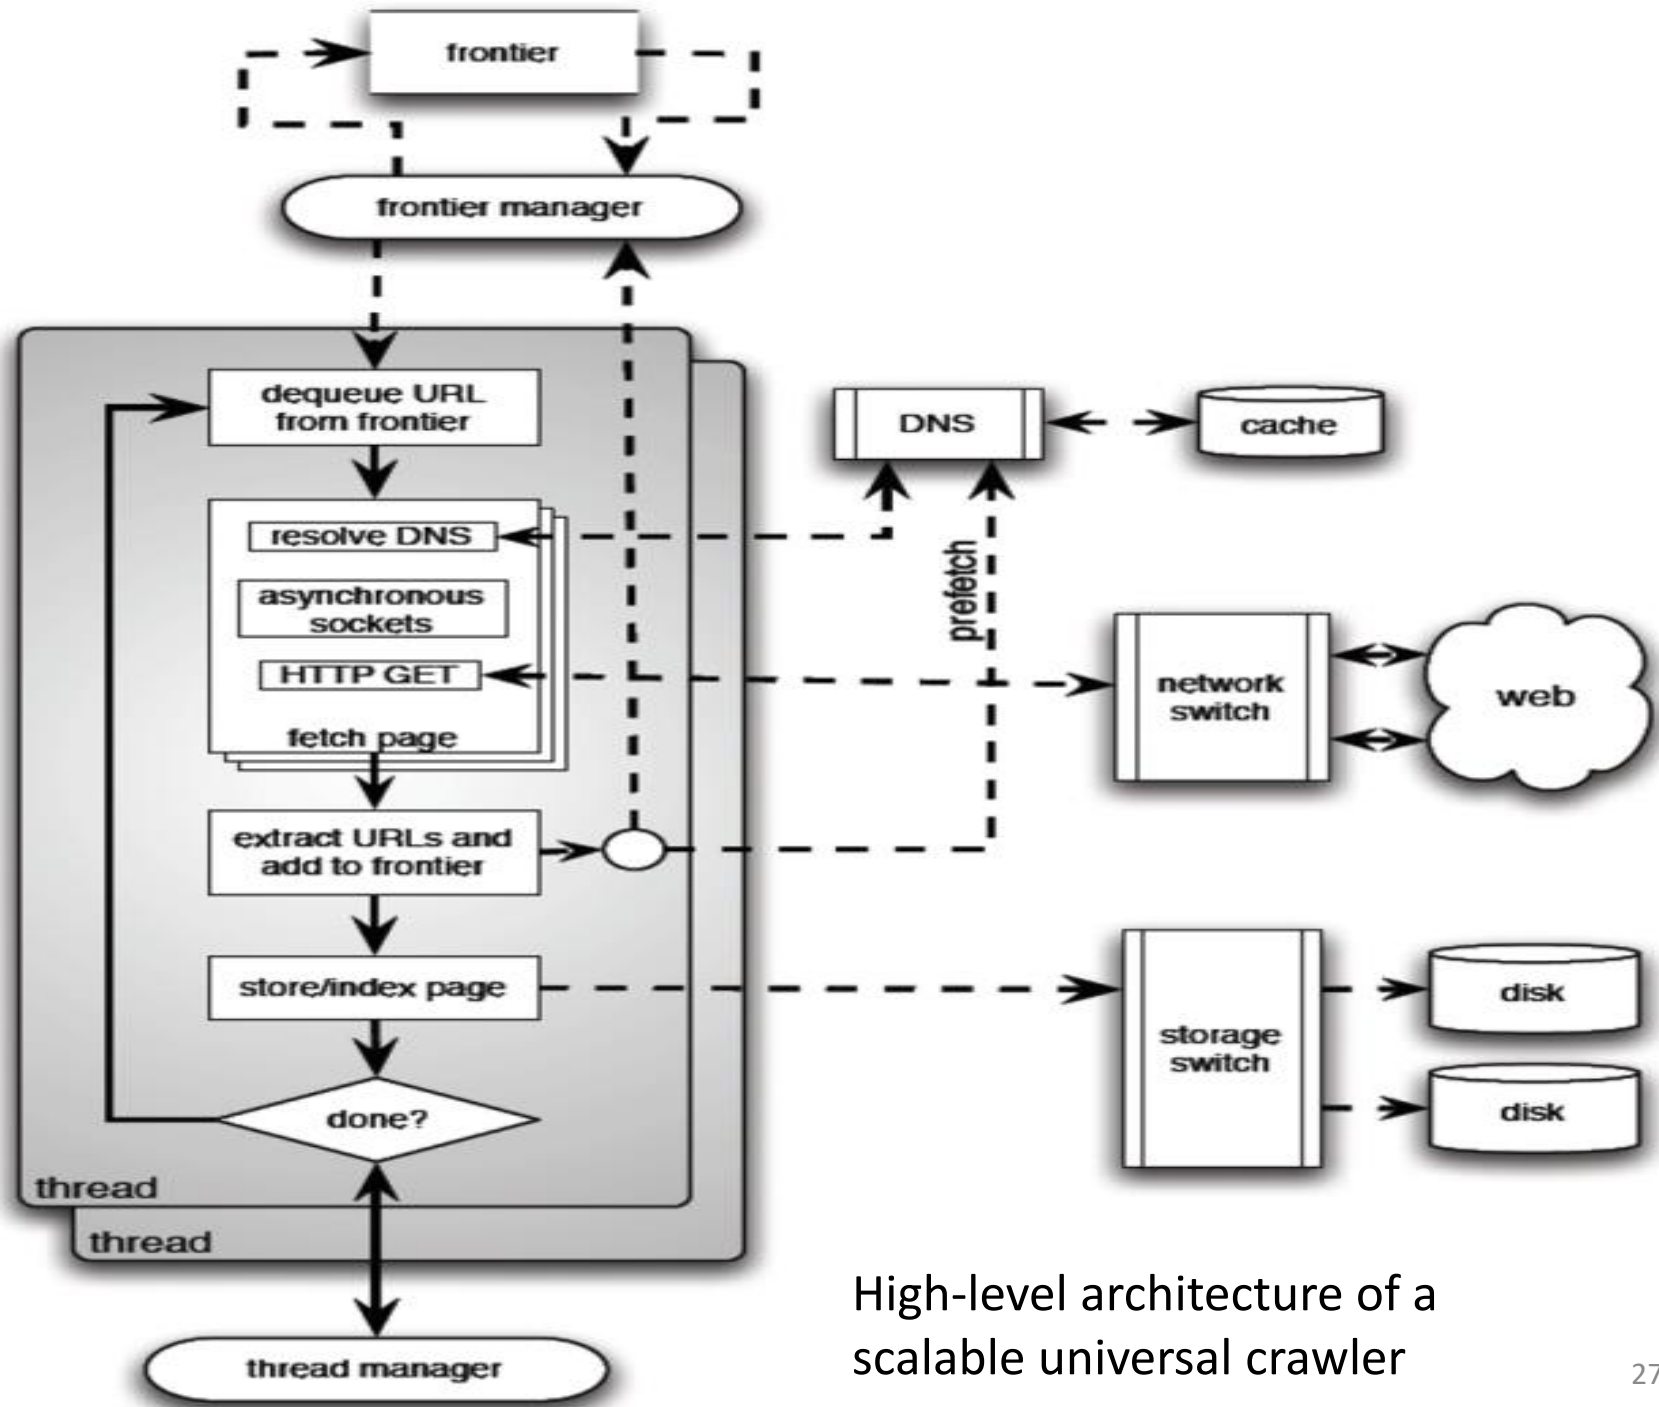 frontier
frontier manager
dequeue URL
from frontier
DNS
cache
resolve DNS
asynchronous
sockets
HTTP GET
fetch page
prefetch
network
switch
web
extract URLs and
add to frontier
store/index page
storage
switch
disk
disk
done?
thread
thread
thread manager
High-level architecture of a
scalable universal crawler
27